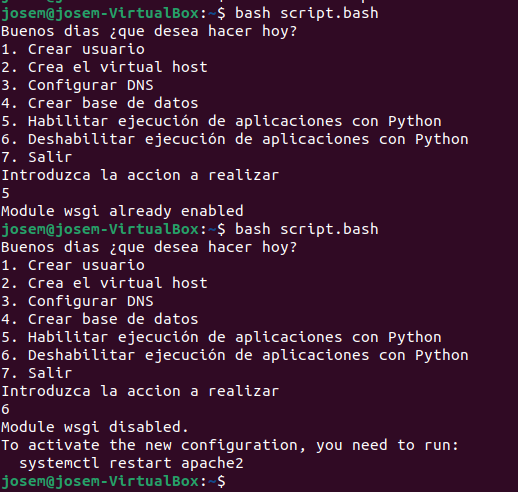 josem@josem-VirtualBox:~$ bash script.bash
Buenos dias ¿que desea hacer hoy?
1. Crear usuario
2. Crea el virtual host
3. Configurar DNS
4. Crear base de datos
5. Habilitar ejecución de aplicaciones con Python
6. Deshabilitar ejecución de aplicaciones con Python
7. Salir
Introduzca la accion a realizar
5
Module wsgi already enabled
josem@josem-VirtualBox:~$ bash script.bash
Buenos dias ¿que desea hacer hoy?
1. Crear usuario
2. Crea el virtual host
3. Configurar DNS
4. Crear base de datos
5. Habilitar ejecución de aplicaciones con Python
6. Deshabilitar ejecución de aplicaciones con Python
7. Salir
Introduzca la accion a realizar
6
Module wsgi disabled.
To activate the new configuration, you need to run:
  systemctl restart apache2
josem@josem-VirtualBox:~$